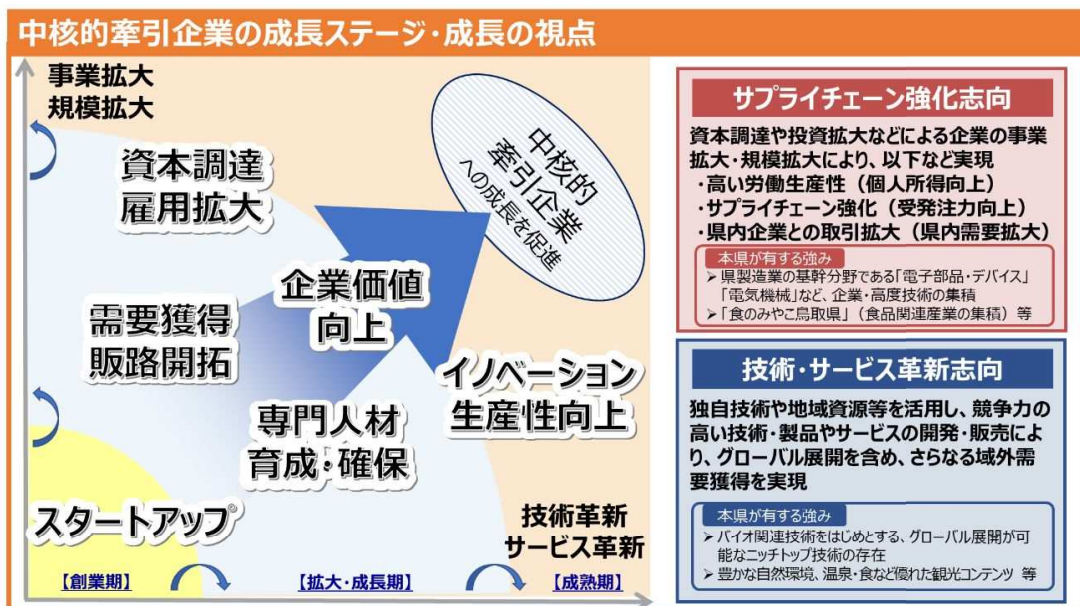 中核的牽引企業の成長ステージ・成長の視点
事業拡大
規模拡大
資本調達
雇用拡大
中核的
牽引企業
への成長を促進
企業価値
向上
需要獲得
販路開拓
イノベーション
生産性向上
専門人材
育成・確保
スタートアップ
技術革新
サービス革新
【創業期】
【拡大・成長期】
【成熟期】
サプライチェーン強化志向
資本調達や投資拡大などによる企業の事業
拡大・規模拡大により、以下など実現
・高い労働生産性（個人所得向上）
・サプライチェーン強化（受発注力向上）
・県内企業との取引拡大（県内需要拡大）
本県が有する強み
➢県製造業の基幹分野である「電子部品・デバイス」
「電気機械」など、企業・高度技術の集積
➢「食のみやこ鳥取県」（食品関連産業の集積）等
技術・サービス革新志向
独自技術や地域資源等を活用し、競争力の
高い技術・製品やサービスの開発・販売によ
り、グローバル展開を含め、さらなる域外需
要獲得を実現
本県が有する強み
➢バイオ関連技術をはじめとする、グローバル展開が可
能なニッチトップ技術の存在
➢豊かな自然環境、温泉・食など優れた観光コンテンツ 等